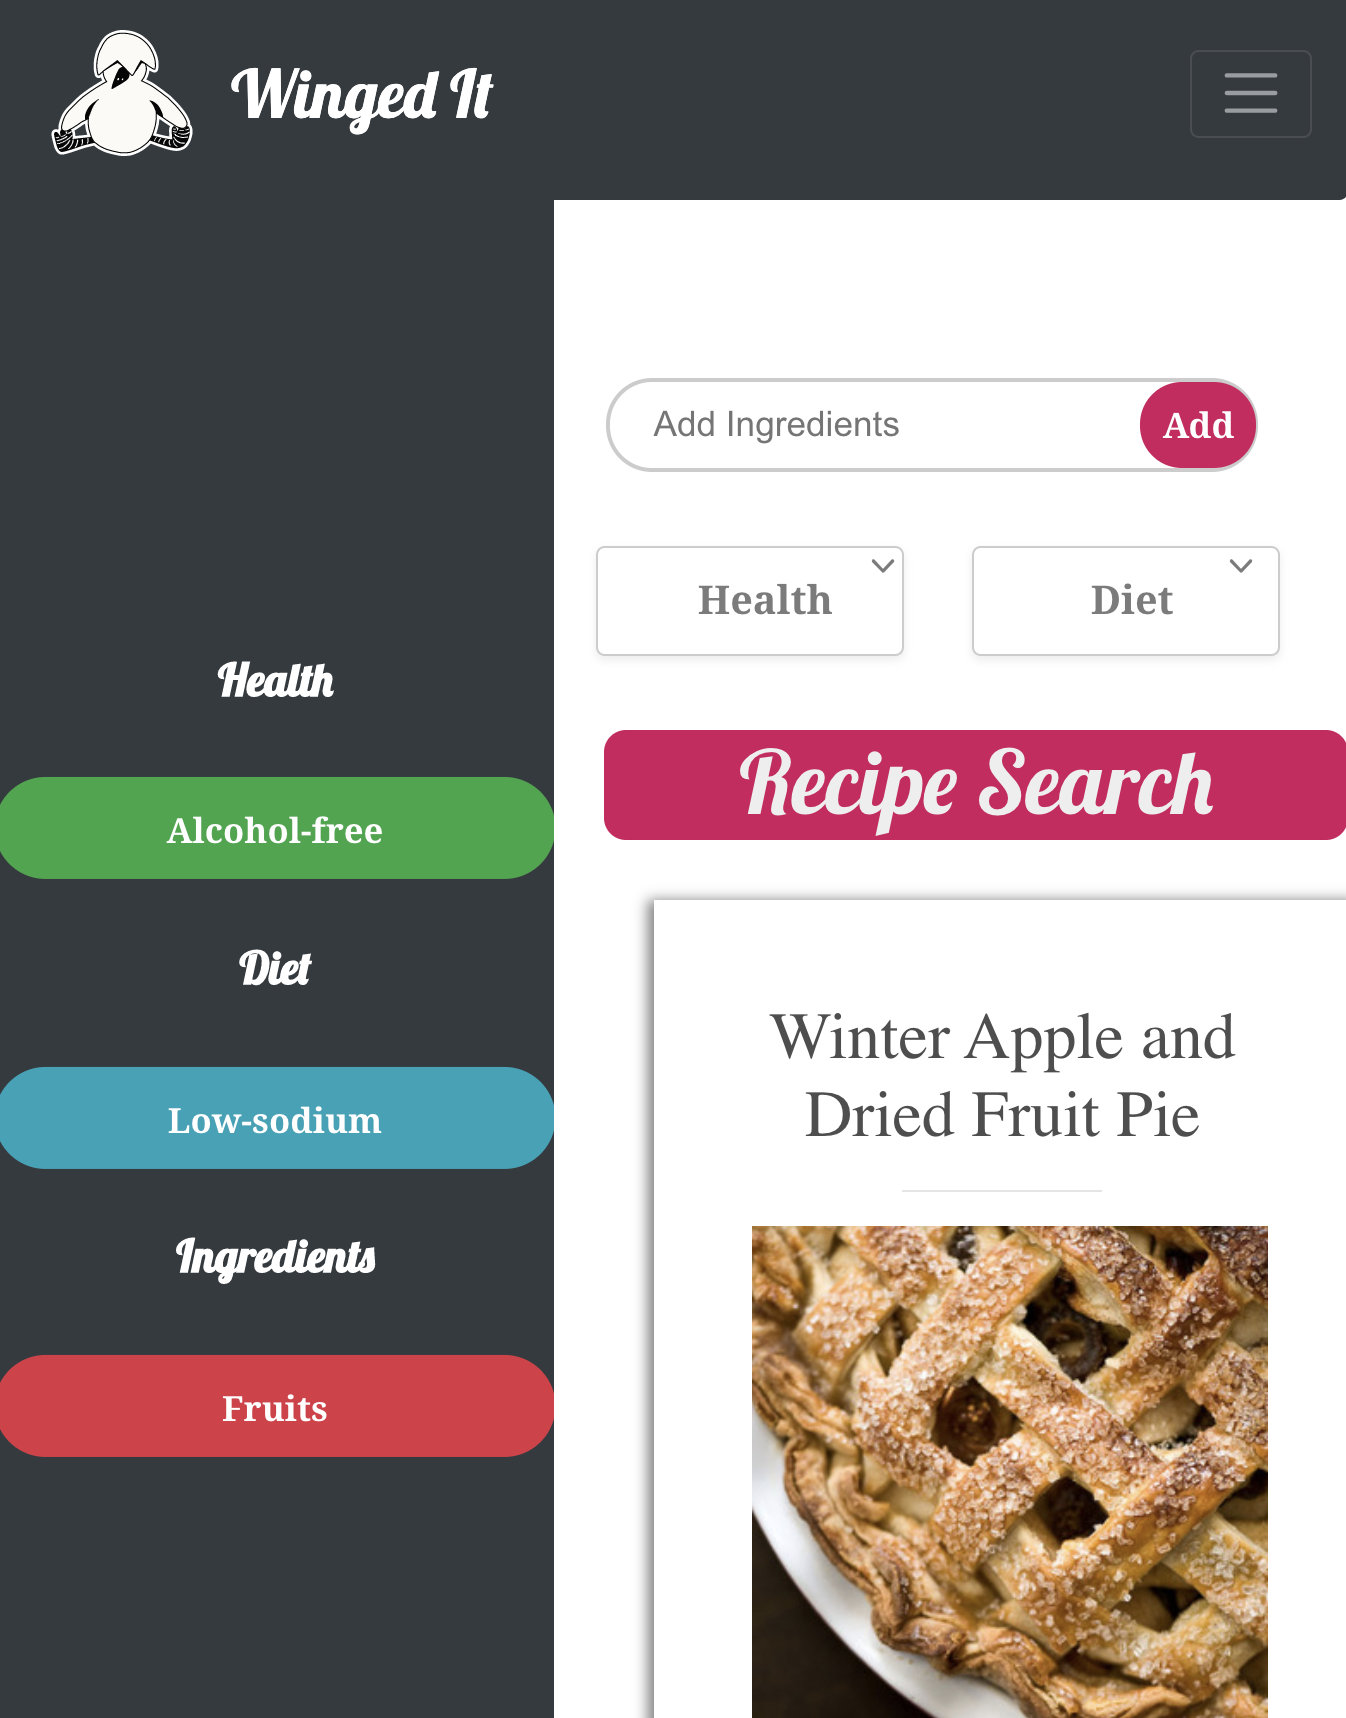 Winged It
Add Ingredients
Add
Health
Diet
Recipe Search
Health
Alcohol-free
Diet
Low-sodium
Ingredients
Fruits
Winter Apple and
Dried Fruit Pie